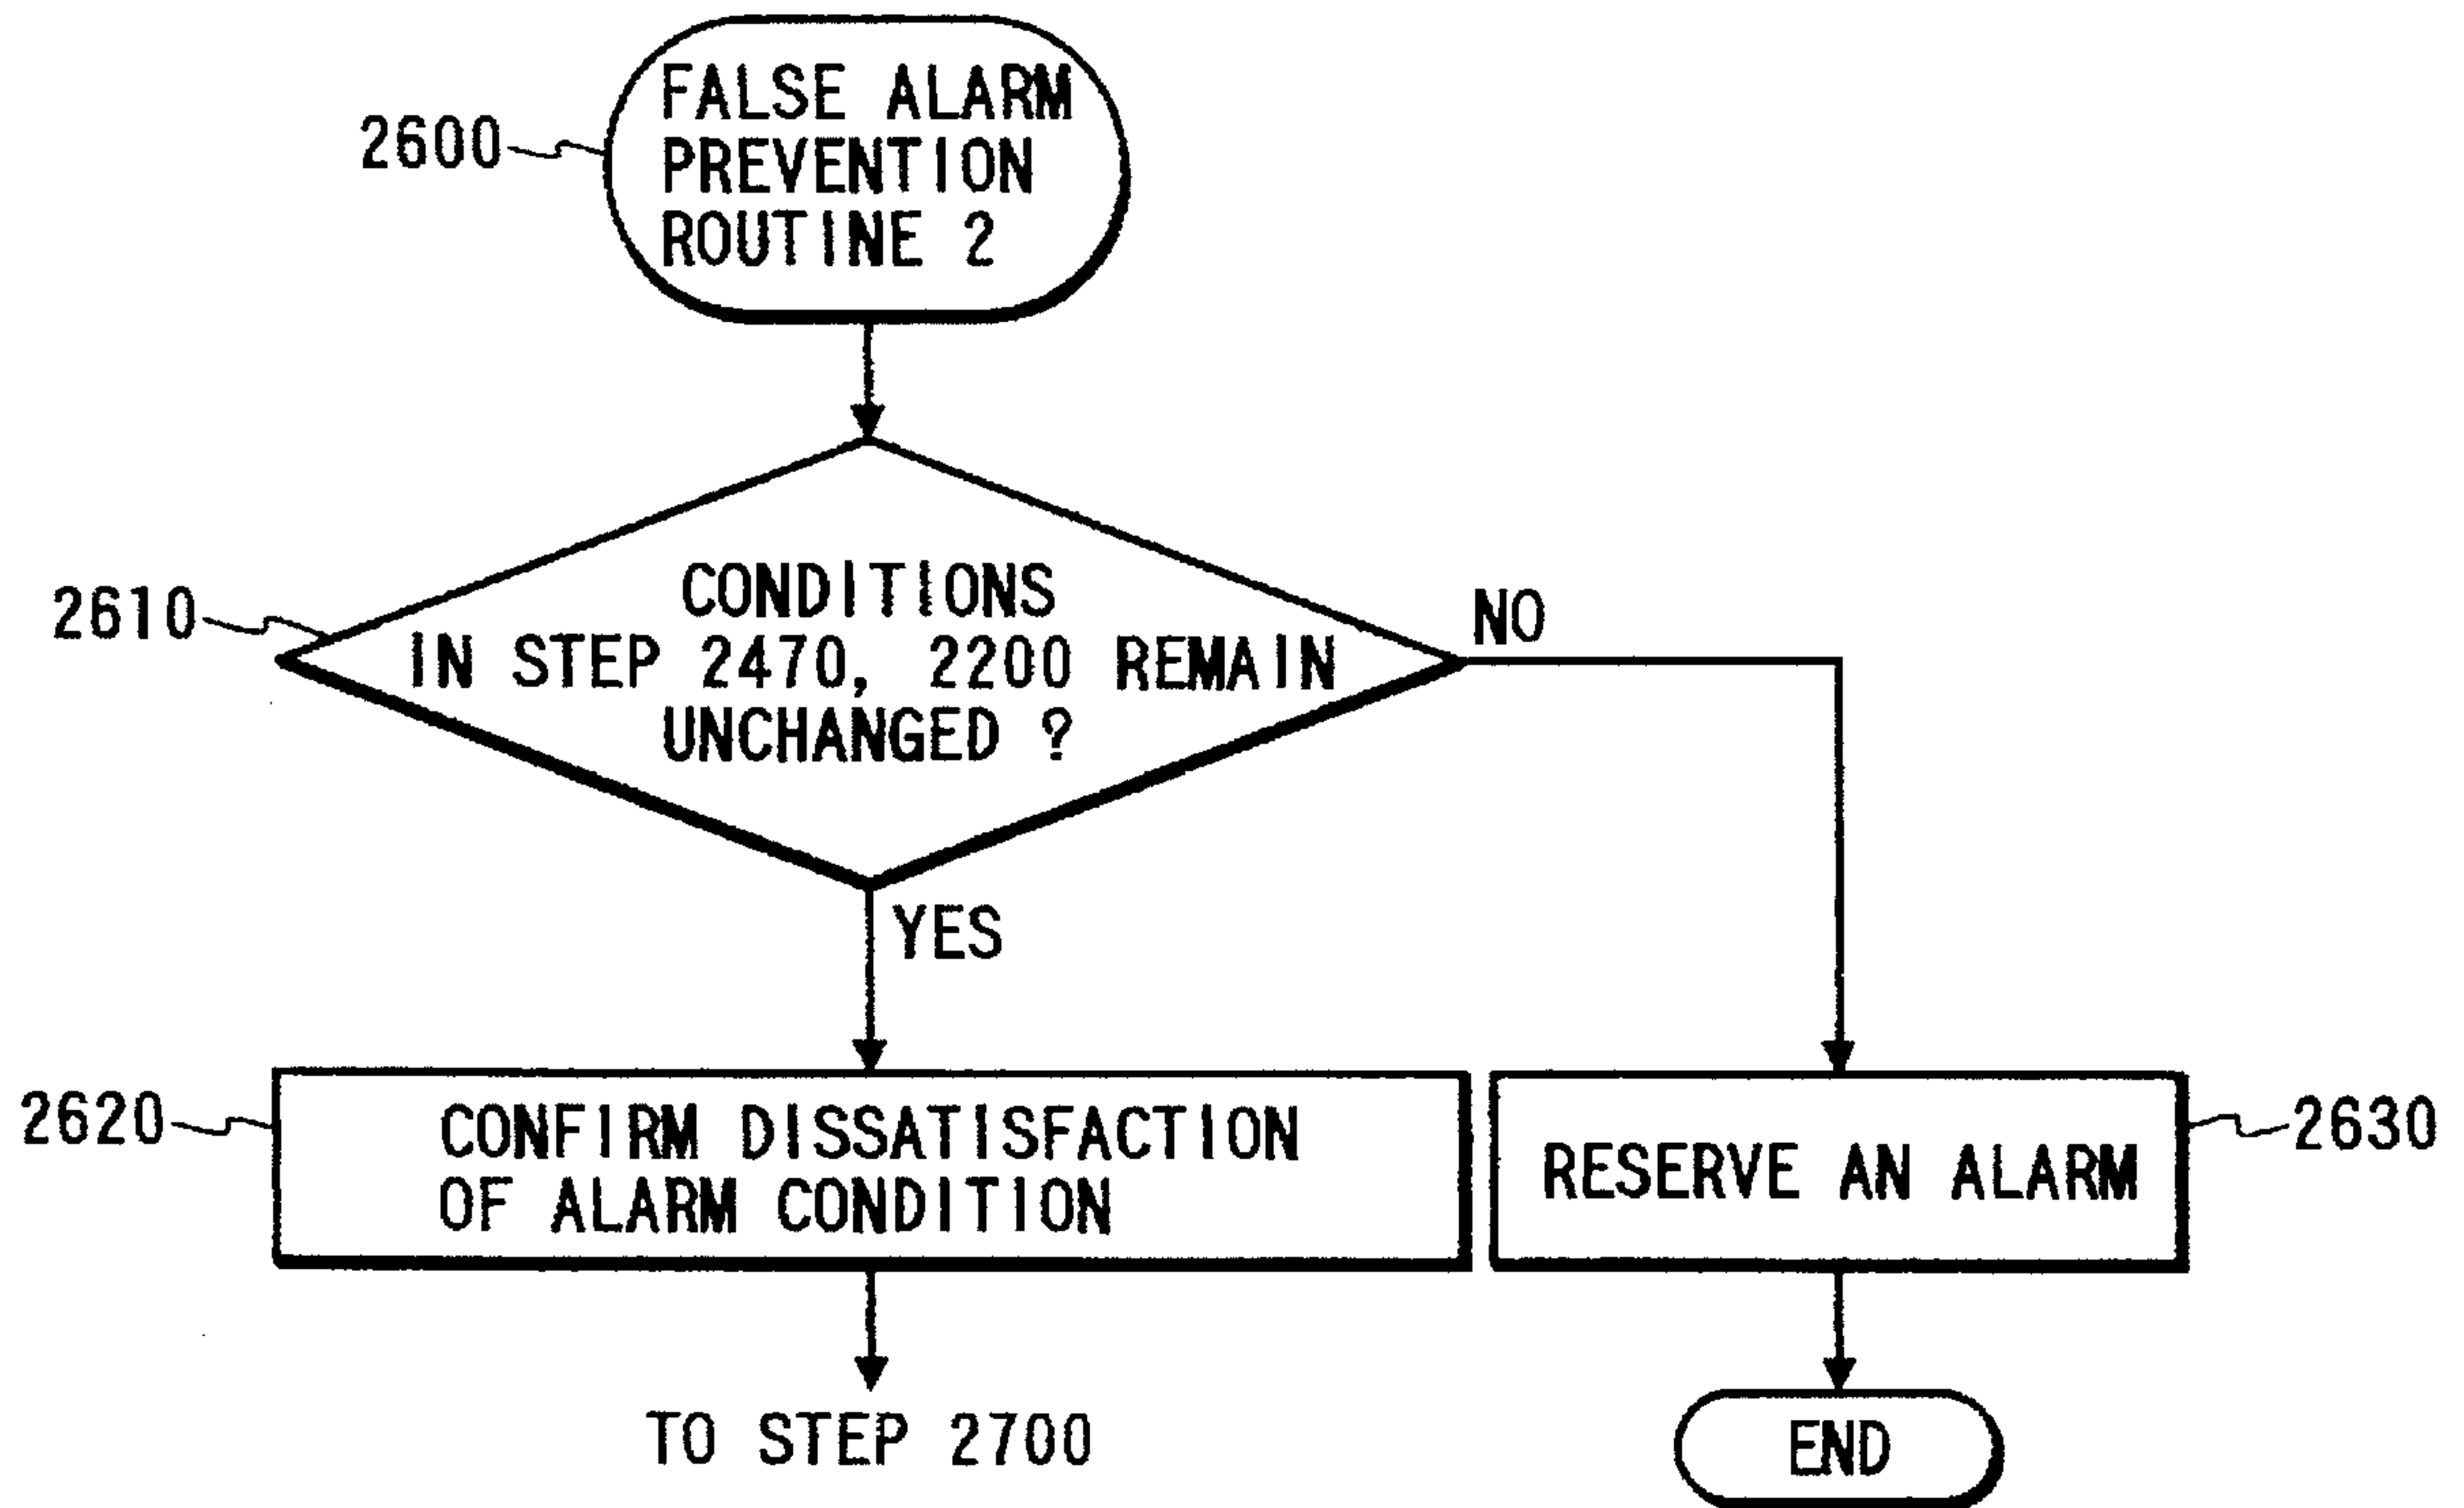 2600
FALSE ALARM
PREVENTION
ROUTINE 2
2610
CONDITIONS
IN STEP 2470, 2200 REMAIN
UNCHANGED ?
NO
YES
2620
CONFIRM DISSATISFACTION
OF ALARM CONDITION
RESERVE AN ALARM
2630
TO STEP 2700
END